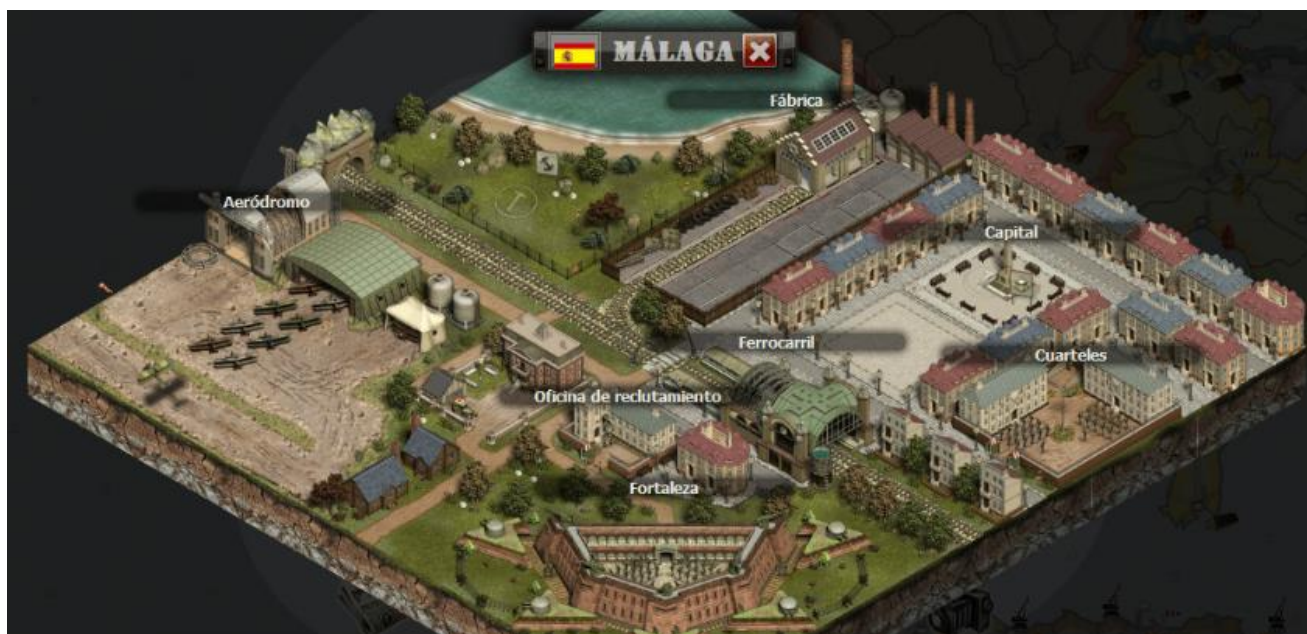 MÁLAGA
Fábrica
Aeródromo
Capital
Ferrocarril
Cuarteles
Oficina de reclutamiento
Fortaleza